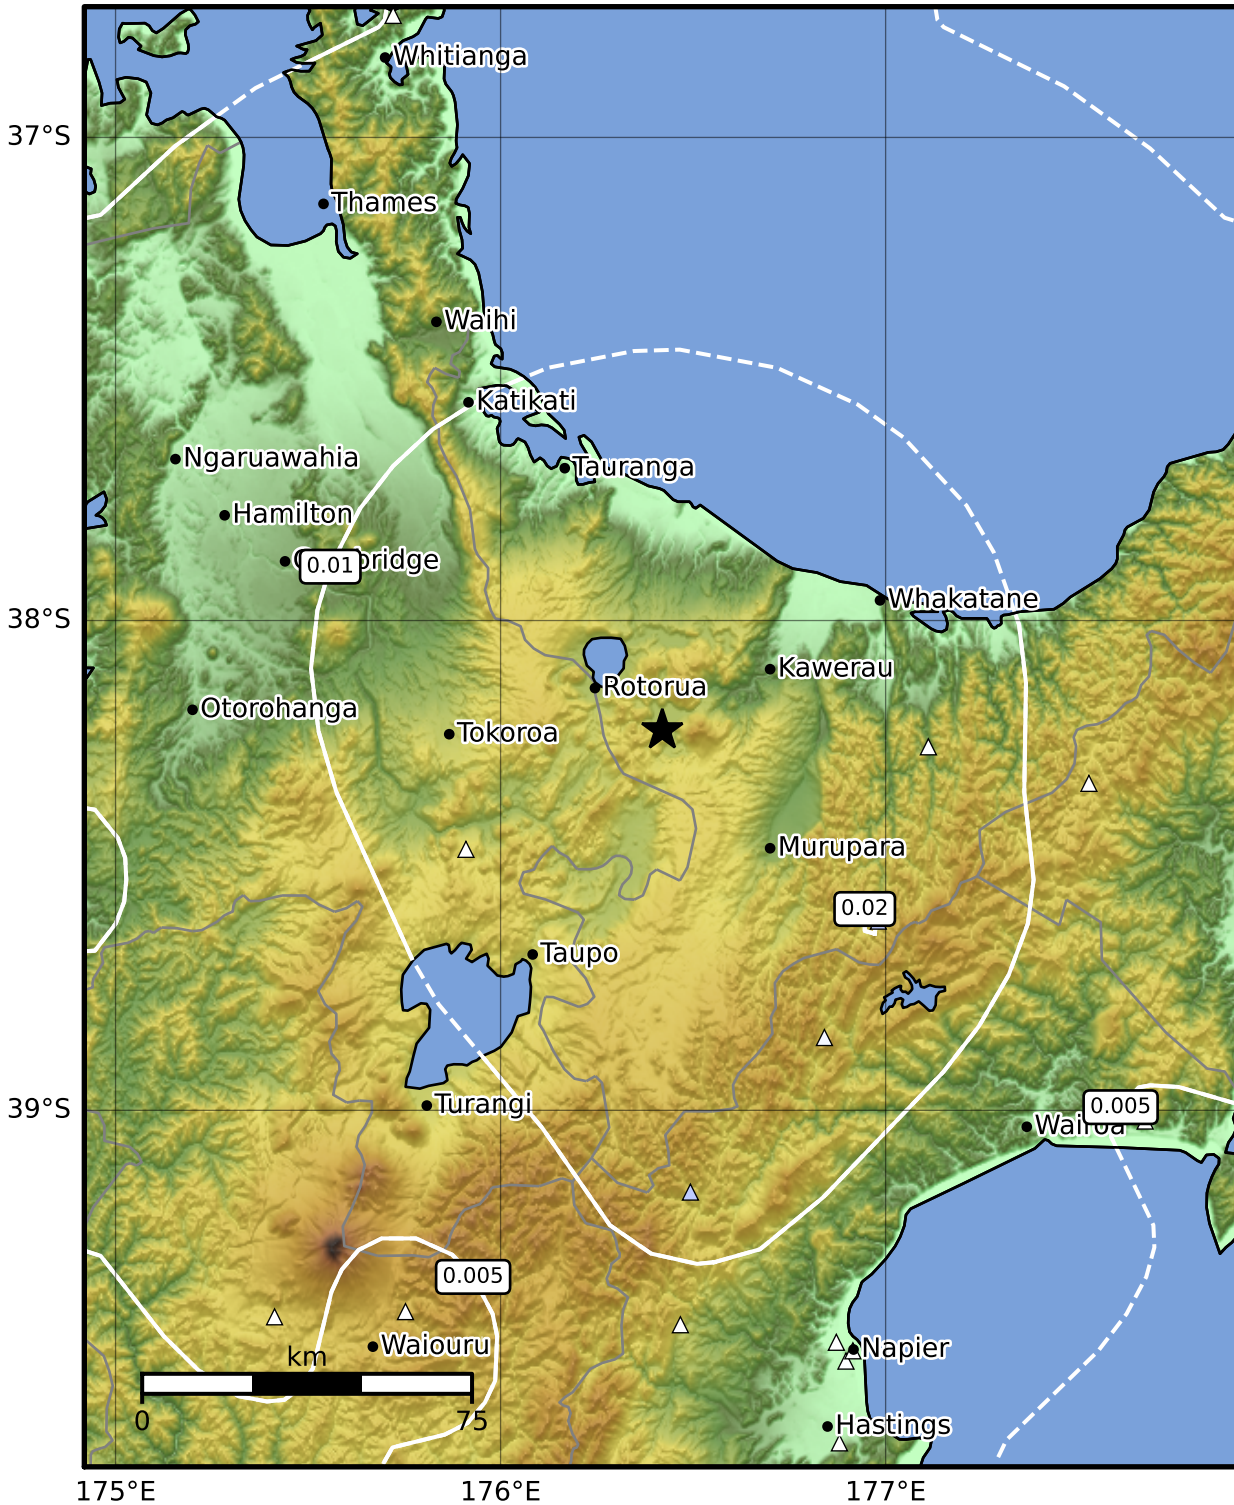 Whitianga
37°S
Thames
Waihi
Katikati
Ngaruawahia
Tauranga
Hamilton
0.01
Whakatane
38°S
Kawerau
Rotorua
Otorohanga
Tokoroa
Murupara
0.02
Taupo
Turangi
39°S
0.005
0.005
Waiouru
Napier
km
0
75
Hastings
175°E
176°E
177°E